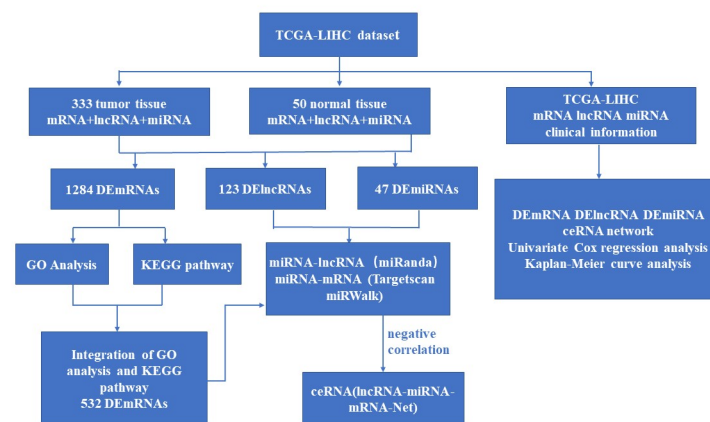 TCGA-LIHC dataset
333 tumor tissue
mRNA+lncRNA+miRNA
50 normal tissue
mRNA+lncRNA+miRNA
TCGA-LIHC
mRNA lncRNA miRNA
clinical information
1284 DEmRNAs
123 DElncRNAs
47 DEmiRNAs
DEmRNA DElncRNA DEmiRNA
ceRNA network
Univariate Cox regression analysis
Kaplan-Meier curve analysis
GO Analysis
KEGG pathway
miRNA-lncRNA (miRanda)
miRNA-mRNA (Targetscan
miRWalk)
negative
correlation
Integration of GO
analysis and KEGG
pathway
532 DEmRNAs
ceRNA(lncRNA-miRNA-
mRNA-Net)